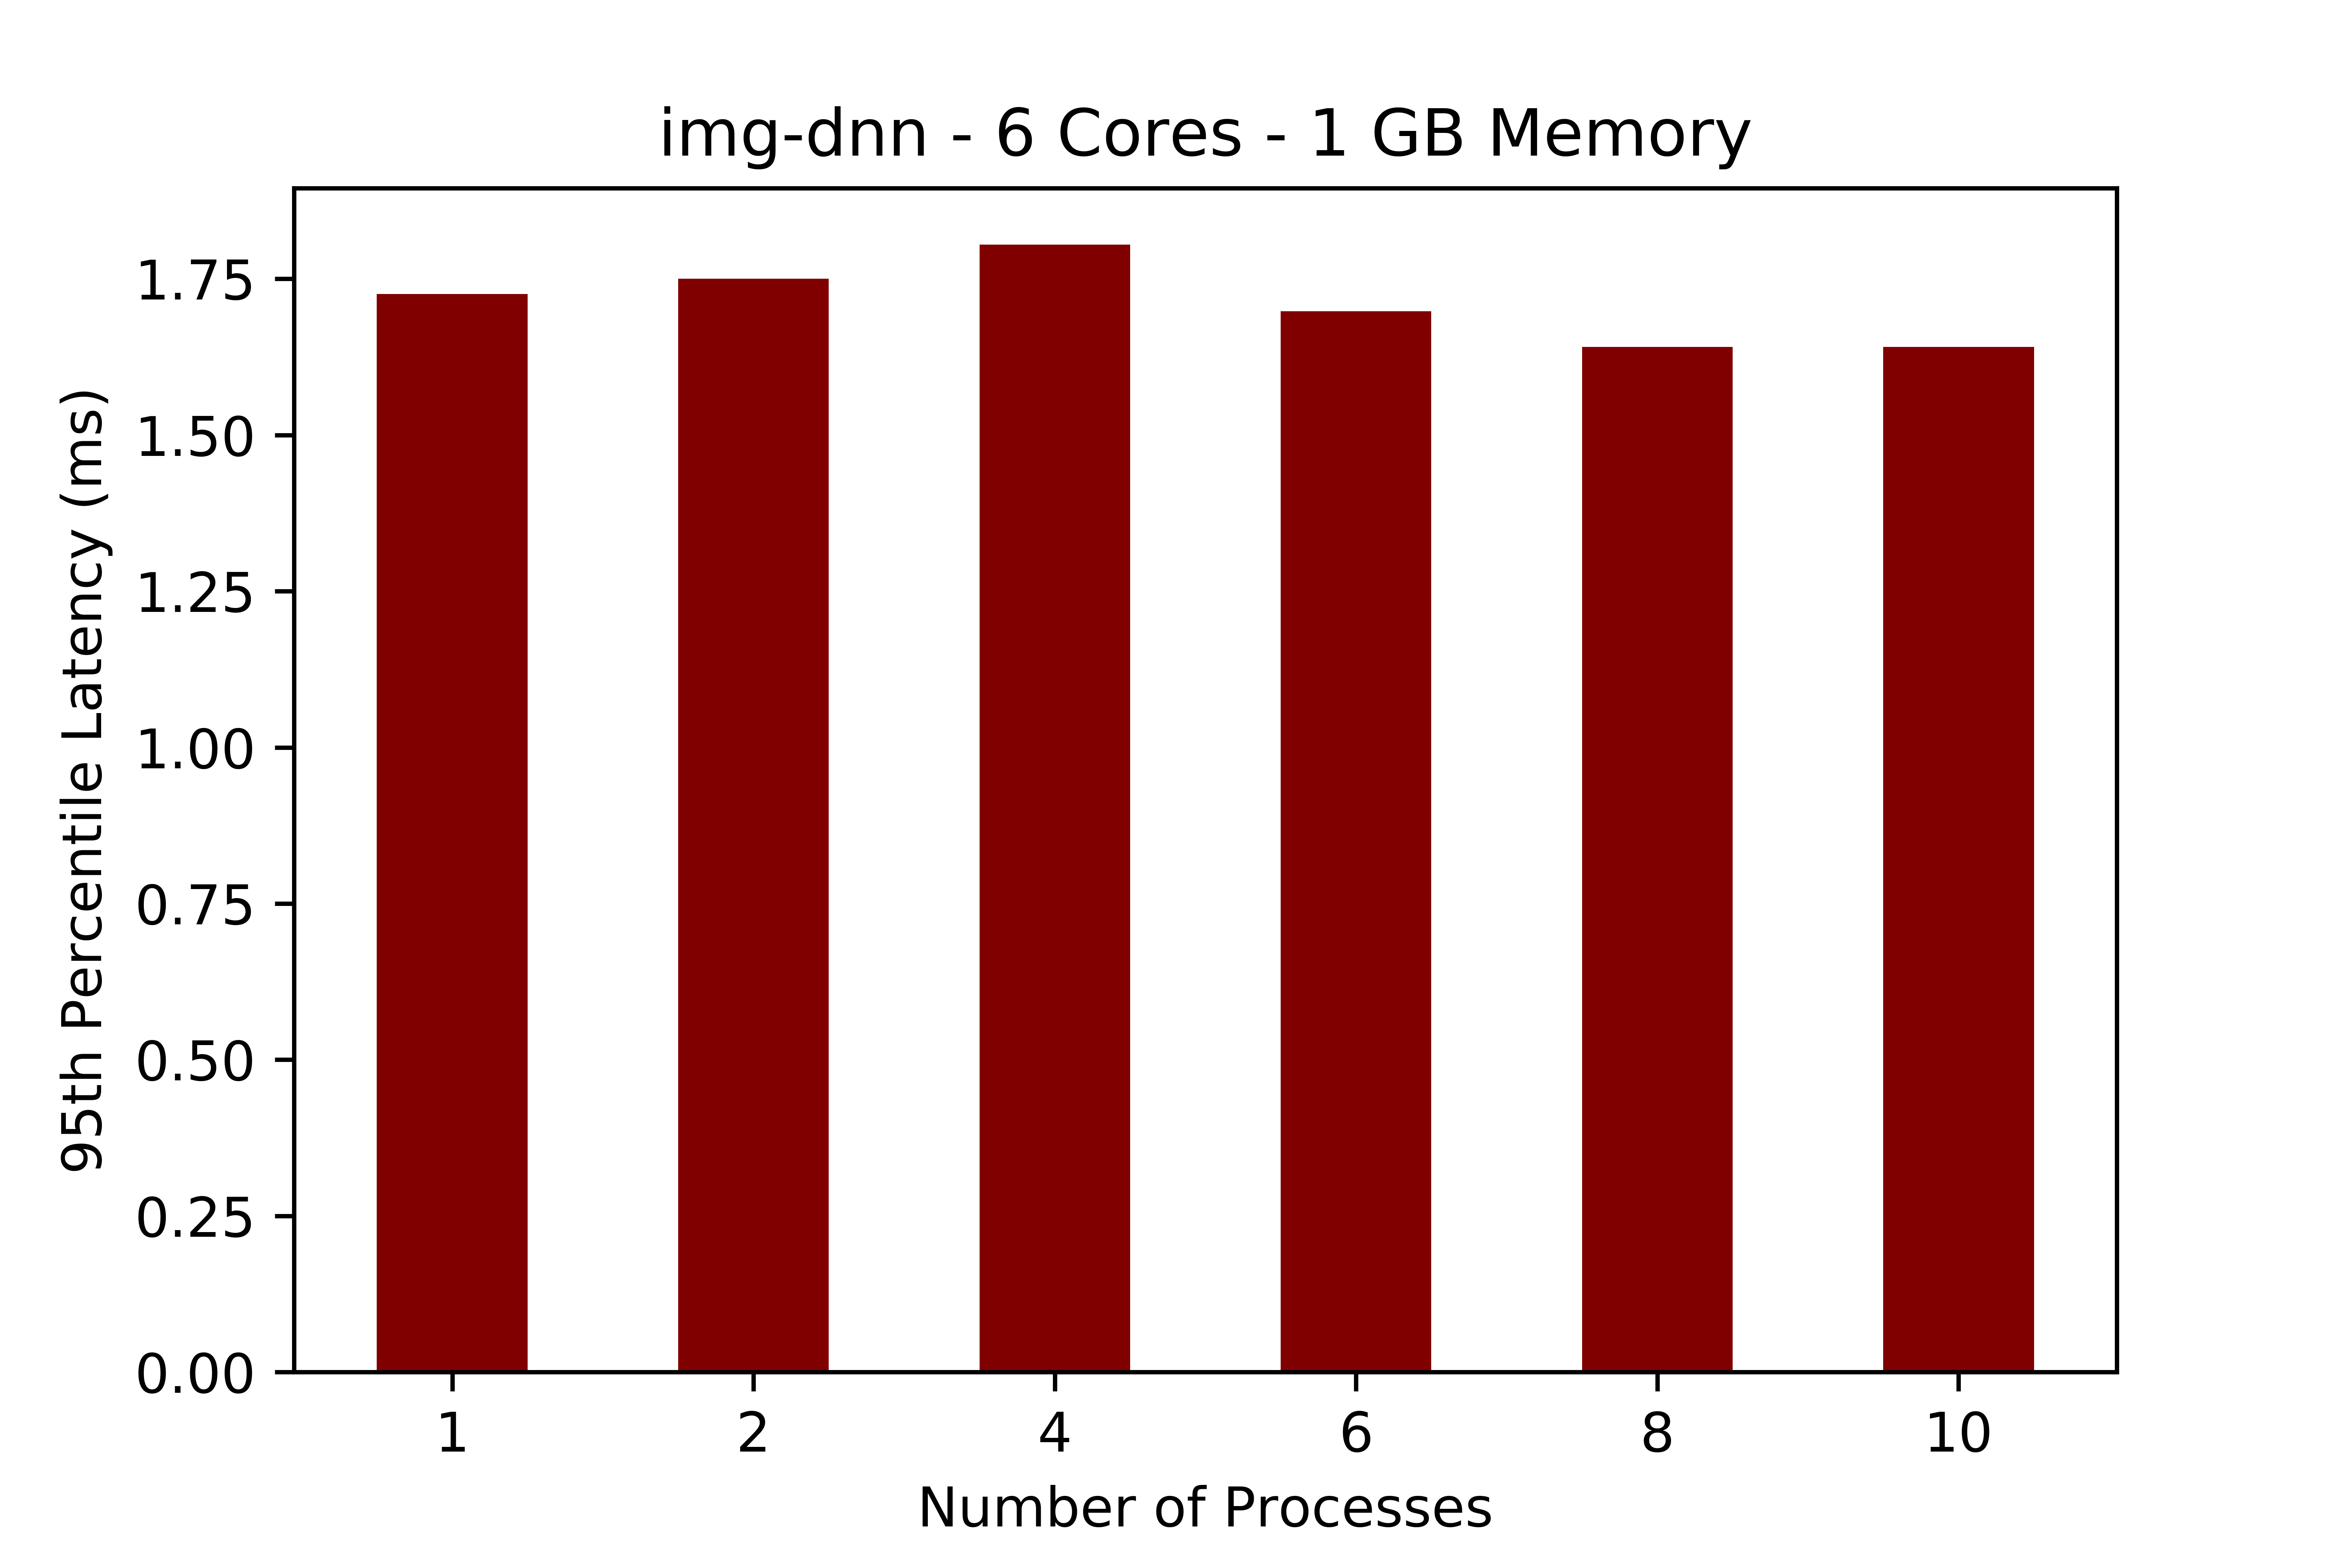 img-dnn - 6 Cores - 1 GB Memory
95th Percentile Latency (ms)
1.75
1.50
1.25
1.00
0.75
0.50
0.25
0.00
1 2 4 6 8 10
Number of Processes